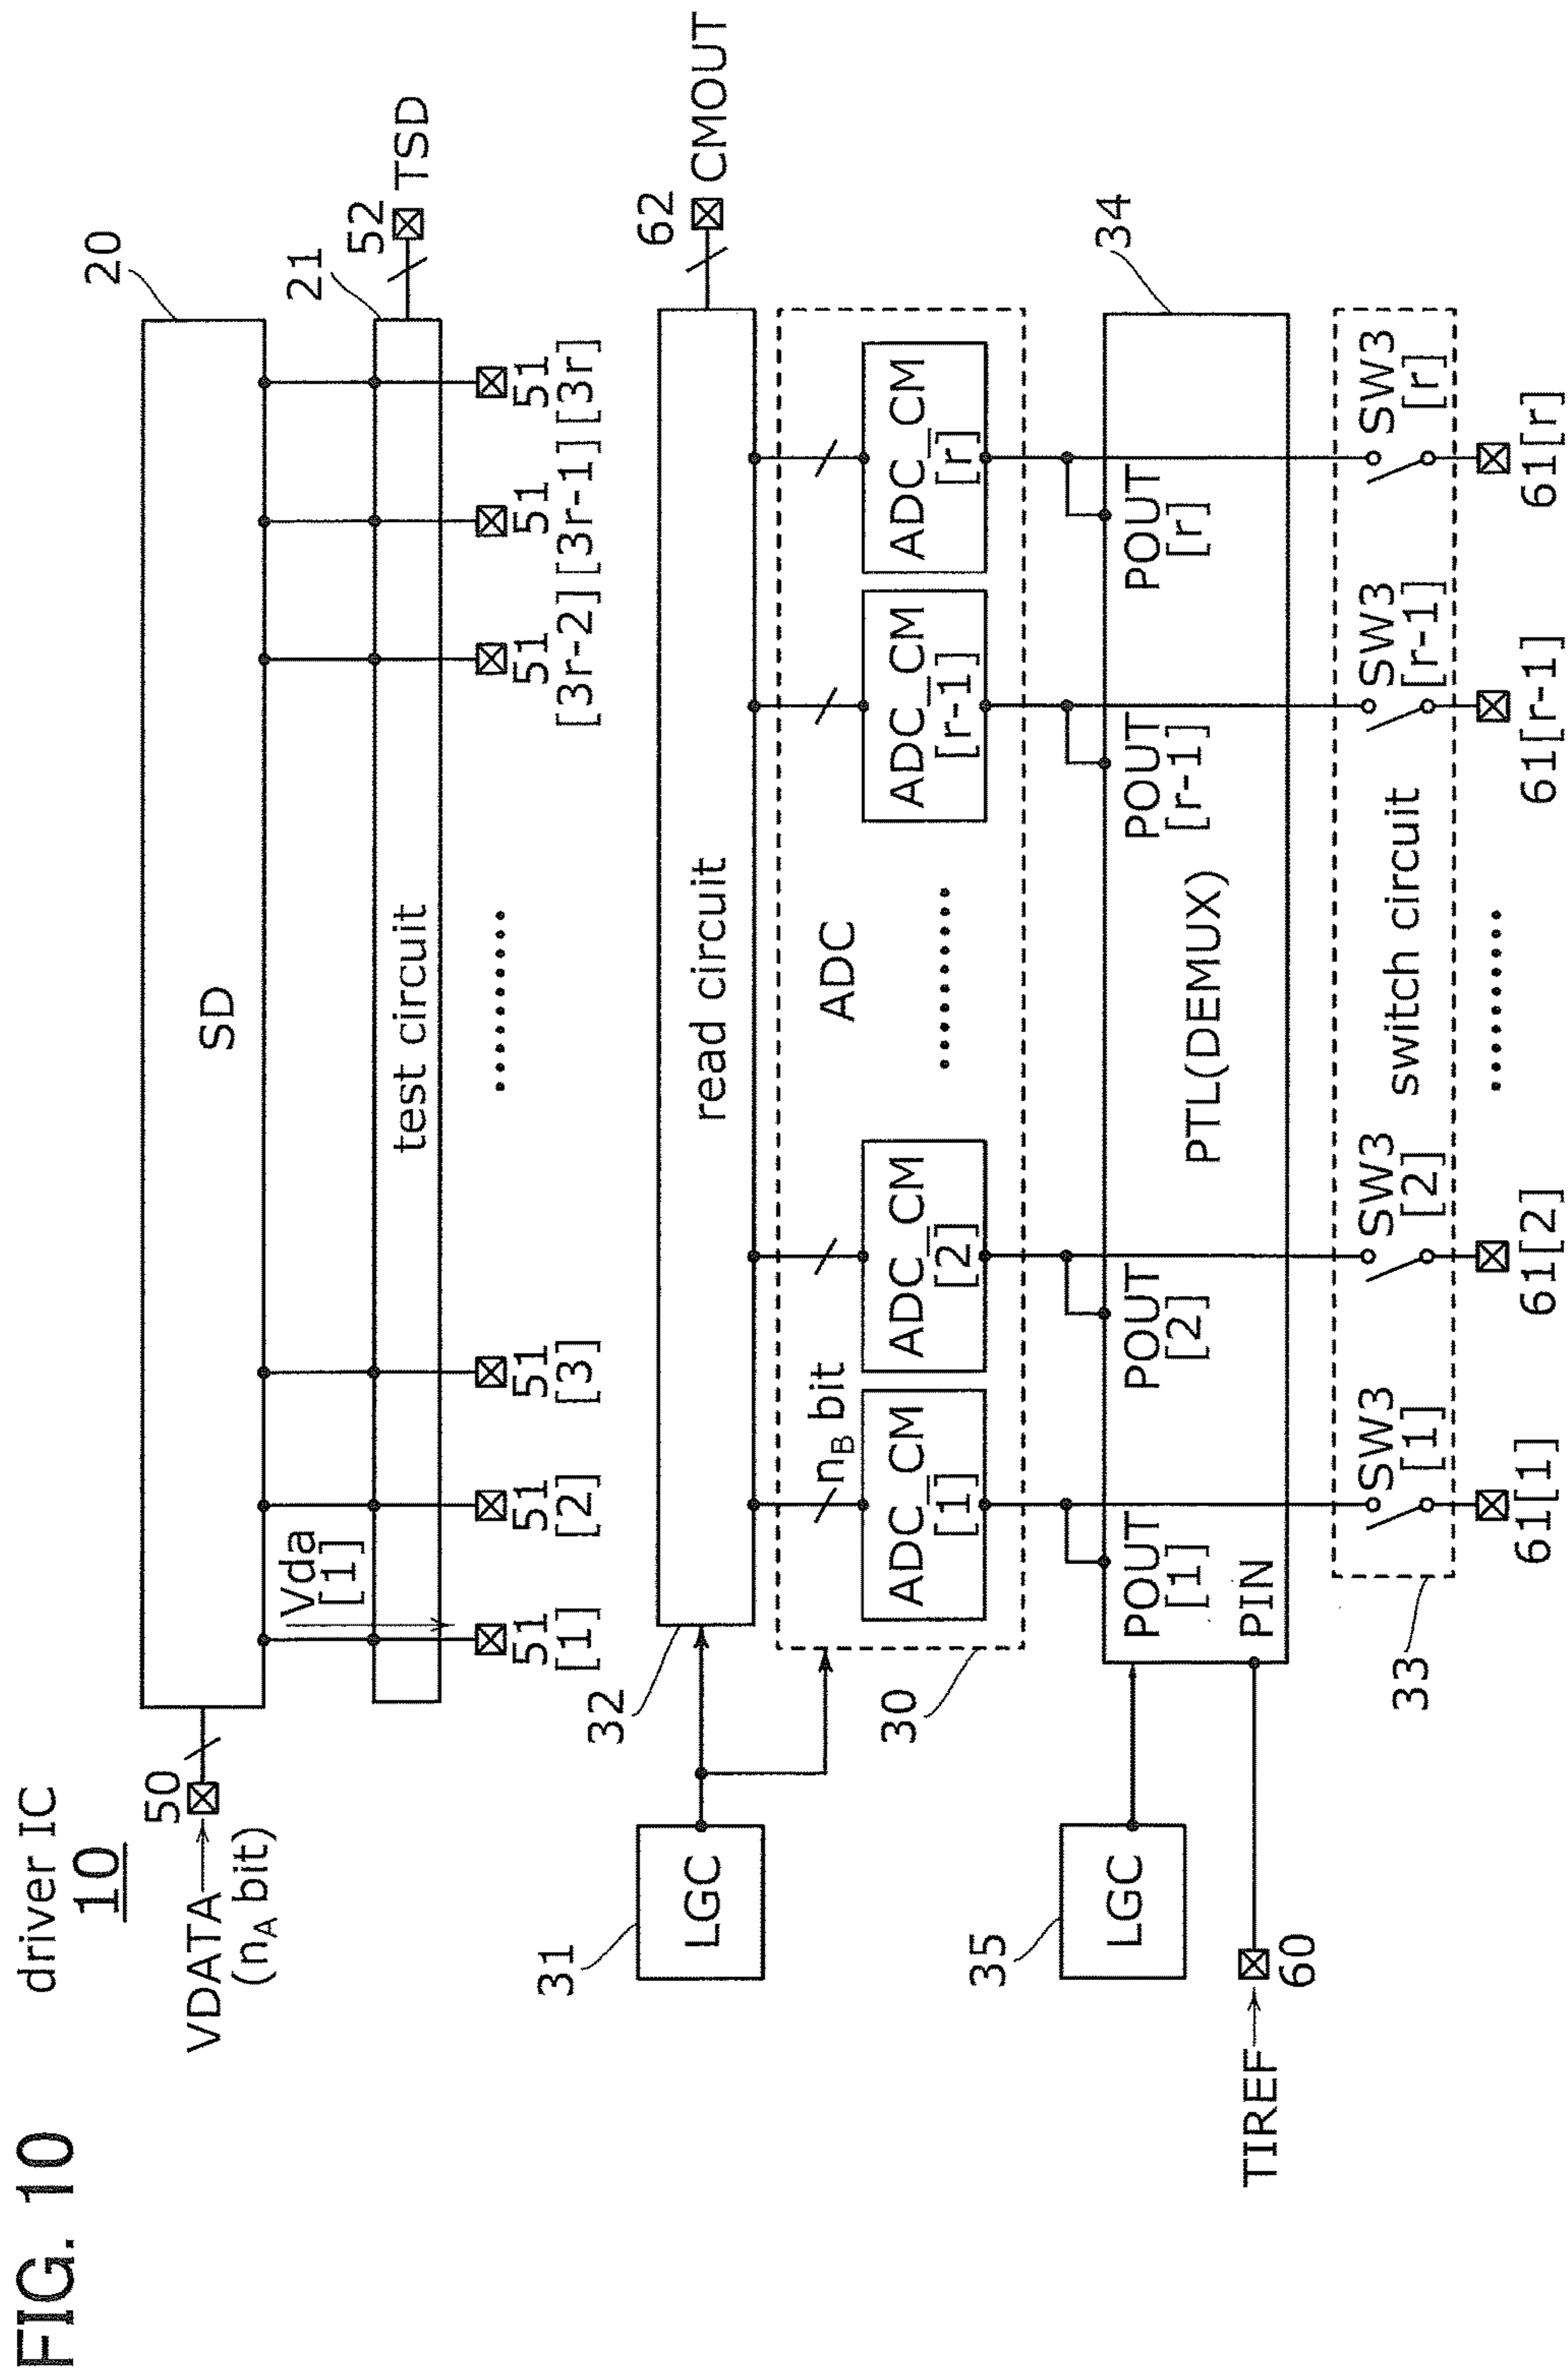 FIG. 10
driver IC
10
VDATA
(nA bit)
50
SD
20
Vda
[1]
test circuit
21
52
TSD
51
[1]
51
[2]
51
[3]
51
[3r-2]
51
[3r-1]
51
[3r]
31
LGC
32
read circuit
62
CMOUT
nB bit
ADC
30
ADC_CM
[1]
ADC_CM
[2]
ADC_CM
[r-1]
ADC_CM
[r]
35
LGC
POUT
[1]
POUT
[2]
POUT
[r-1]
POUT
[r]
34
PIN
PTL(DEMUX)
TIREF
60
33
SW3
[1]
SW3
[2]
switch circuit
SW3
[r-1]
SW3
[r]
61[1]
61[2]
61[r-1]
61[r]